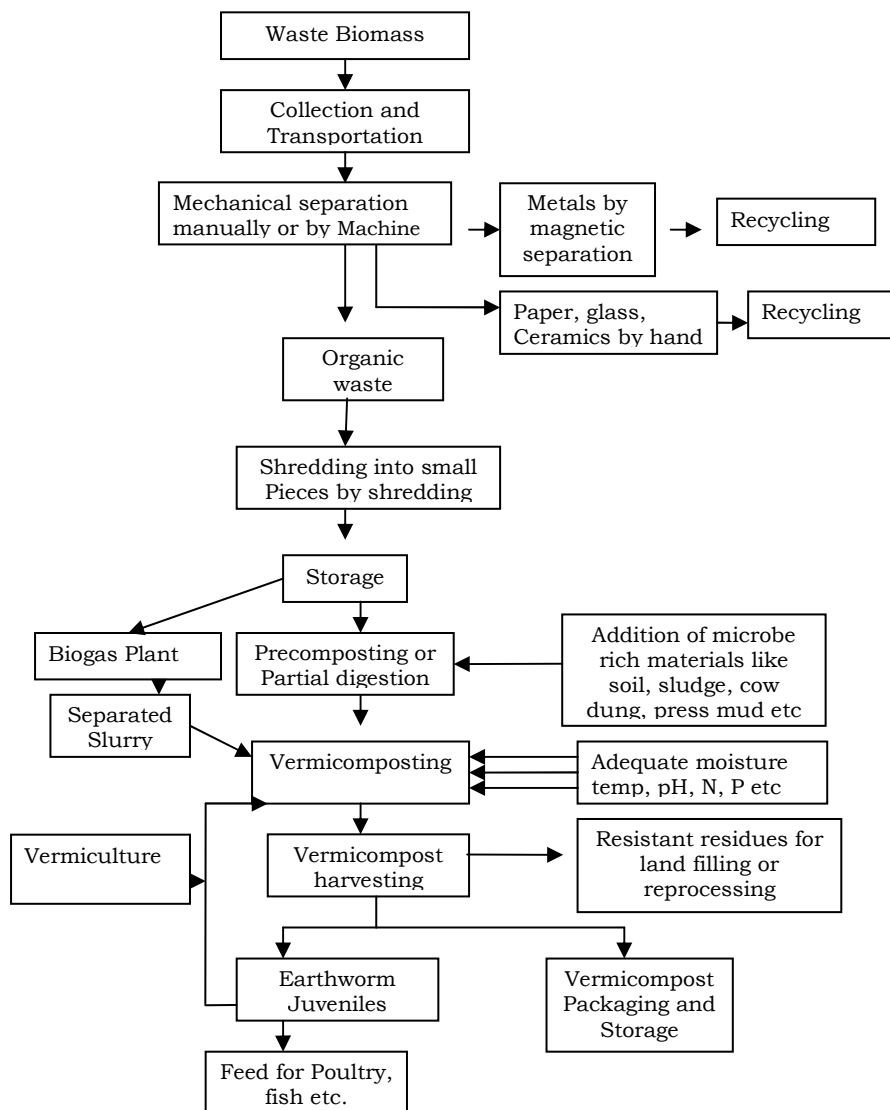 Waste Biomass
Collection and
Transportation
Mechanical separation
manually or by Machine
Metals by
magnetic
separation
Recycling
Paper, glass,
Ceramics by hand
Recycling
Organic
waste
Shredding into small
Pieces by shredding
Storage
Biogas Plant
Precomposting or
Partial digestion
Addition of microbe
rich materials like
soil, sludge, cow
dung, press mud etc
Separated
Slurry
Vermicomposting
Adequate moisture
temp, pH, N, P etc
Vermiculture
Vermicompost
harvesting
Resistant residues for
land filling or
reprocessing
Earthworm
Juveniles
Vermicompost
Packaging and
Storage
Feed for Poultry,
fish etc.